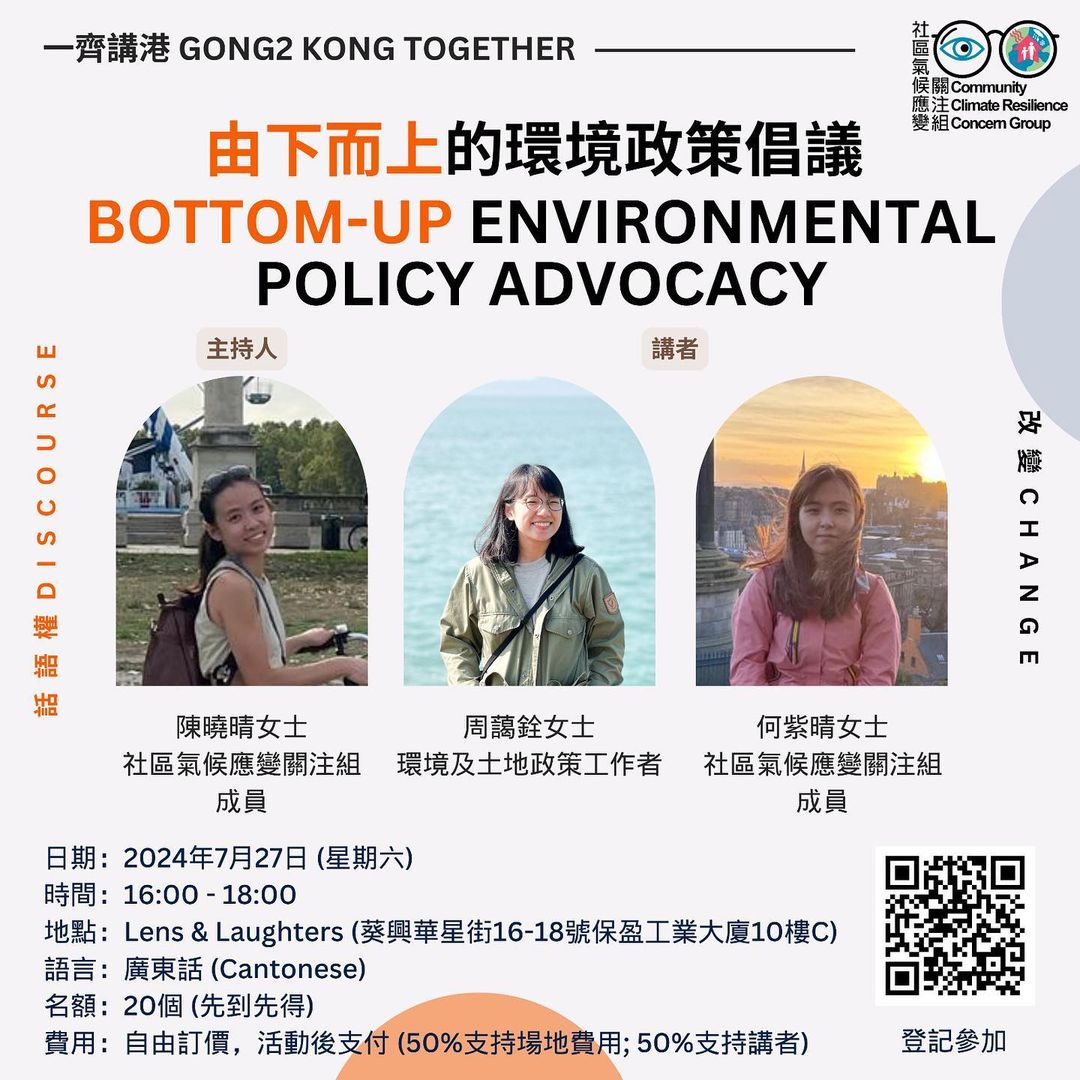 一齊講港 GONG2 KONG TOGETHER
社區氣候應變
關注組
Community
Climate Resilience
Concern Group
由下而上的環境政策倡議
BOTTOM-UP ENVIRONMENTAL
POLICY ADVOCACY
主持人
講者
話語權 DISCOURSE
改變 CHANGE
陳曉晴女士
社區氣候應變關注組
成員
周藹銓女士
環境及土地政策工作者
何紫晴女士
社區氣候應變關注組
成員
日期：2024年7月27日 (星期六)
時間：16:00 - 18:00
地點：Lens & Laughters (葵興華星街16-18號保盈工業大廈10樓C)
語言：廣東話 (Cantonese)
名額：20個 (先到先得)
費用：自由訂價，活動後支付 (50%支持場地費用; 50%支持講者)
登記參加